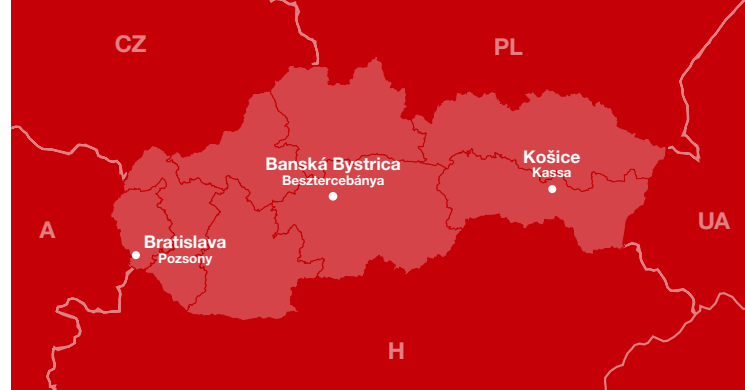 CZ
PL
Košice
Kassa
Banská Bystrica
Besztercebánya
A
UA
Bratislava
Pozsony
H